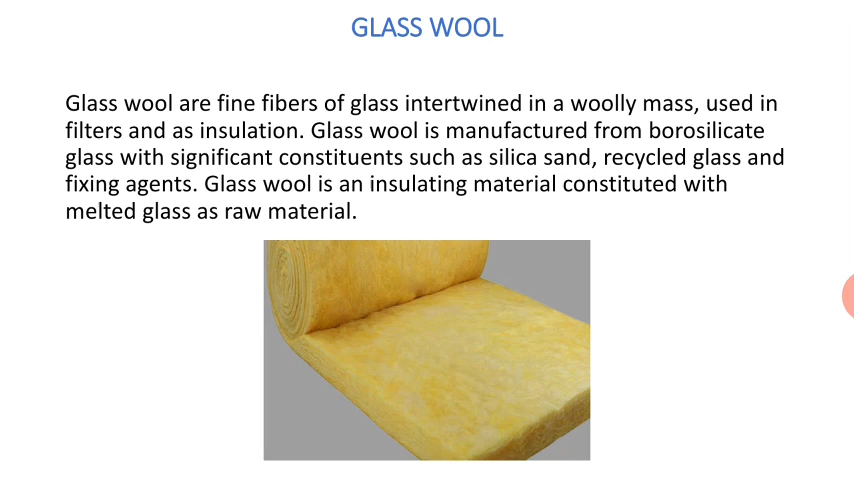 GLASS WOOL
Glass wool are fine fibers of glass intertwined in a woolly mass, used in
filters and as insulation. Glass wool is manufactured from borosilicate
glass with significant constituents such as silica sand, recycled glass and
fixing agents. Glass wool is an insulating material constituted with
melted glass as raw material.